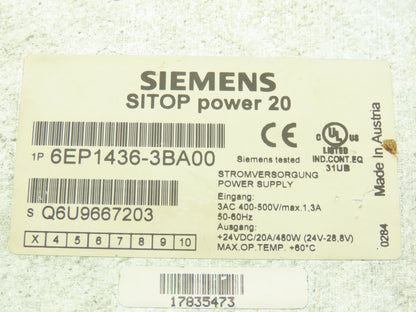 SIEMENS
SITOP power 20
1P 6EP1436-3BA00
Siemens tested
UL
LISTED
IND.CONT.EQ
31UB
Made in Austria
0284
S Q6U9667203
STROMVERSORGUNG
POWER SUPPLY
Eingang:
3AC 400-500V/max.1,3A
50-60Hz
Ausgang:
+24VDC/20A/480W (24V-28,8V)
MAX.OP.TEMP. +60°C
X 4 5 6 7 8 9 10
17835473